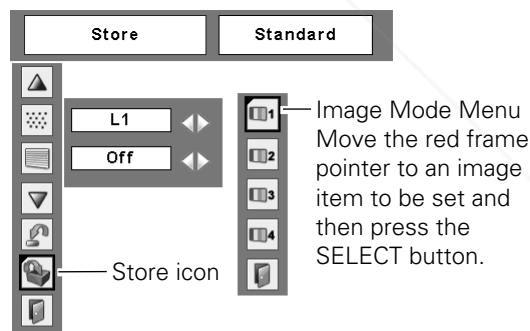 Store Standard
L1
Off
1
2
3
4
Image Mode Menu
Move the red frame
pointer to an image
item to be set and
then press the
SELECT button.
Store icon